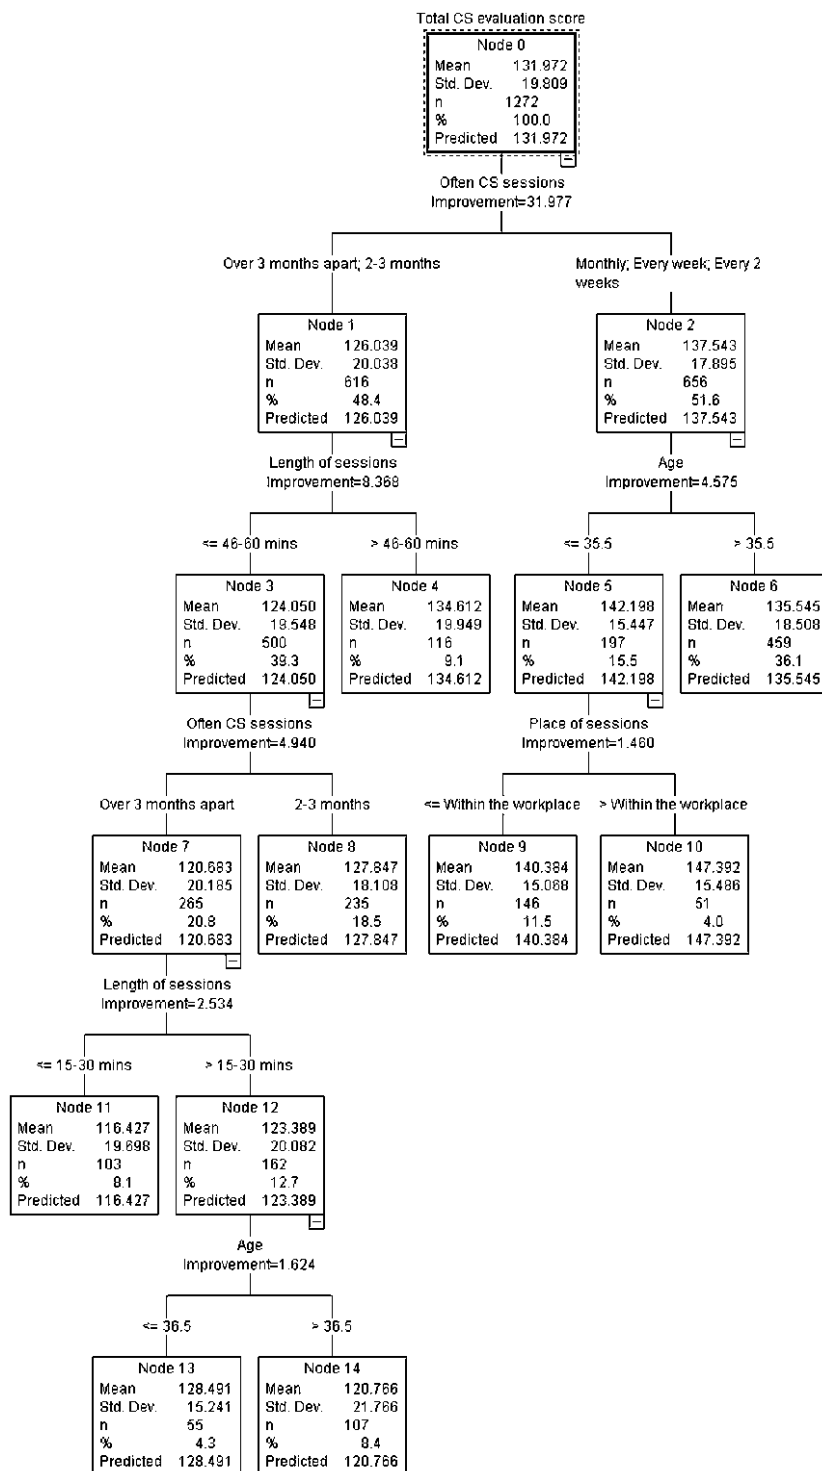 Total CS evaluation score
Node 0
Mean 131.972
Std. Dev. 19.809
n 1272
% 100.0
Predicted 131.972
Often CS sessions
Improvement=31.977
Over 3 months apart; 2-3 months
Monthly; Every week; Every 2
weeks
Node 1
Mean 126.039
Std. Dev. 20.038
n 616
% 48.4
Predicted 126.039
Node 2
Mean 137.543
Std. Dev. 17.895
n 656
% 51.6
Predicted 137.543
Length of sessions
Improvement=8.368
Age
Improvement=4.575
<= 46-60 mins
> 46-60 mins
<= 35.5
> 35.5
Node 3
Mean 124.050
Std. Dev. 19.548
n 500
% 39.3
Predicted 124.050
Node 4
Mean 134.612
Std. Dev. 19.949
n 116
% 9.1
Predicted 134.612
Node 5
Mean 142.198
Std. Dev. 15.447
n 197
% 15.5
Predicted 142.198
Node 6
Mean 135.545
Std. Dev. 18.508
n 459
% 36.1
Predicted 135.545
Often CS sessions
Improvement=4.940
Place of sessions
Improvement=1.460
Over 3 months apart
2-3 months
<= Within the workplace
> Within the workplace
Node 7
Mean 120.683
Std. Dev. 20.185
n 265
% 20.8
Predicted 120.683
Node 8
Mean 127.847
Std. Dev. 18.108
n 235
% 18.5
Predicted 127.847
Node 9
Mean 140.384
Std. Dev. 15.068
n 146
% 11.5
Predicted 140.384
Node 10
Mean 147.392
Std. Dev. 15.486
n 51
% 4.0
Predicted 147.392
Length of sessions
Improvement=2.534
<= 15-30 mins
> 15-30 mins
Node 11
Mean 116.427
Std. Dev. 19.698
n 103
% 8.1
Predicted 116.427
Node 12
Mean 123.389
Std. Dev. 20.082
n 162
% 12.7
Predicted 123.389
Age
Improvement=1.624
<= 36.5
> 36.5
Node 13
Mean 128.491
Std. Dev. 15.241
n 55
% 4.3
Predicted 128.491
Node 14
Mean 120.766
Std. Dev. 21.766
n 107
% 8.4
Predicted 120.766